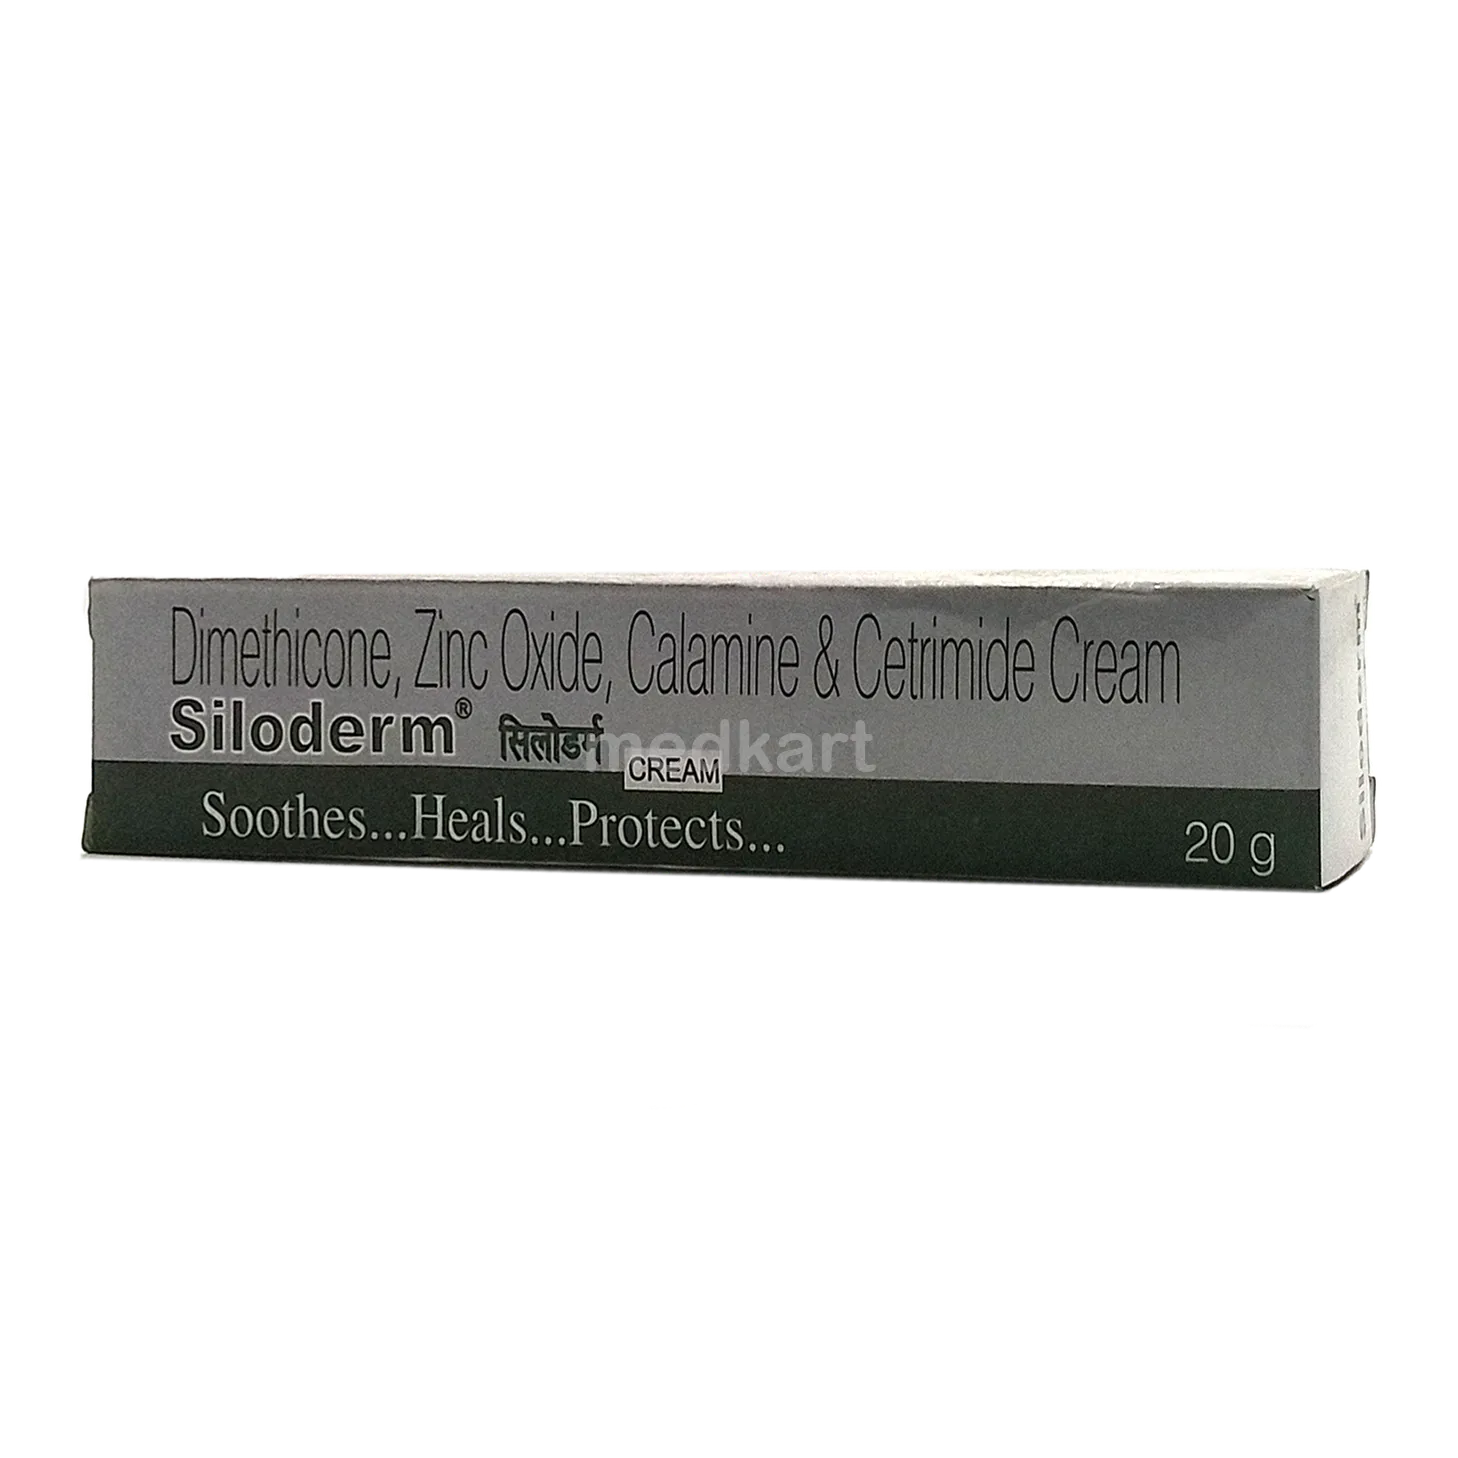 Dimethicone, Zinc Oxide, Calamine & Cetrimide Cream
Siloderm® सिलोडर्म
medkart
CREAM
Soothes...Heals...Protects...
20 g